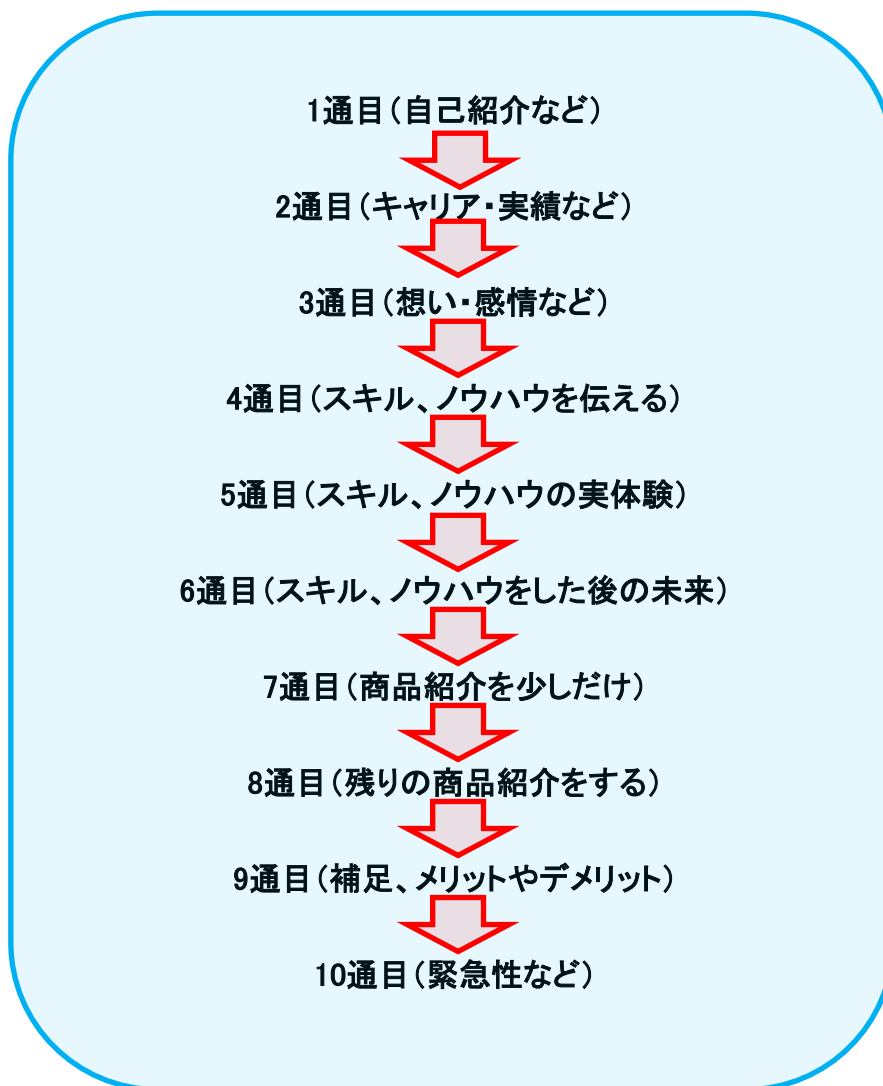 1通目（自己紹介など）
2通目（キャリア・実績など）
3通目（想い・感情など）
4通目（スキル、ノウハウを伝える）
5通目（スキル、ノウハウの実体験）
6通目（スキル、ノウハウをした後の未来）
7通目（商品紹介を少しだけ）
8通目（残りの商品紹介をする）
9通目（補足、メリットやデメリット）
10通目（緊急性など）